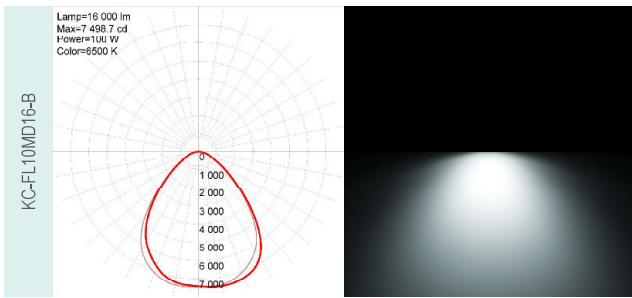 Lamp=16 000 lm
Max=7 498.7 cd
Power=100 W
Color=6500 K
KC-FL10MD16-B
0
1 000
2 000
3 000
4 000
5 000
6 000
7 000